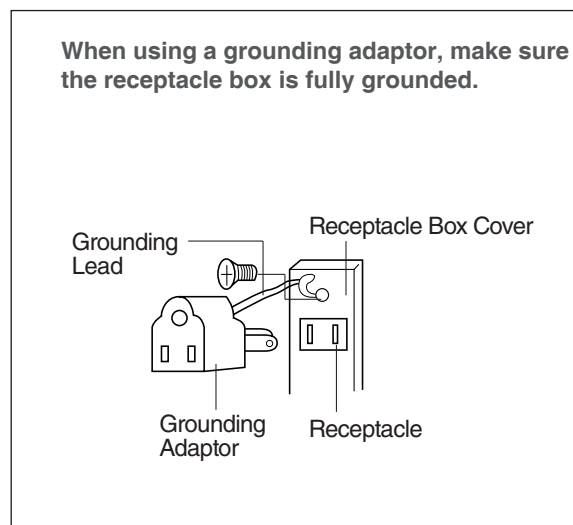 When using a grounding adaptor, make sure
the receptacle box is fully grounded.
Receptacle Box Cover
Grounding
Lead
Grounding
Adaptor
Receptacle